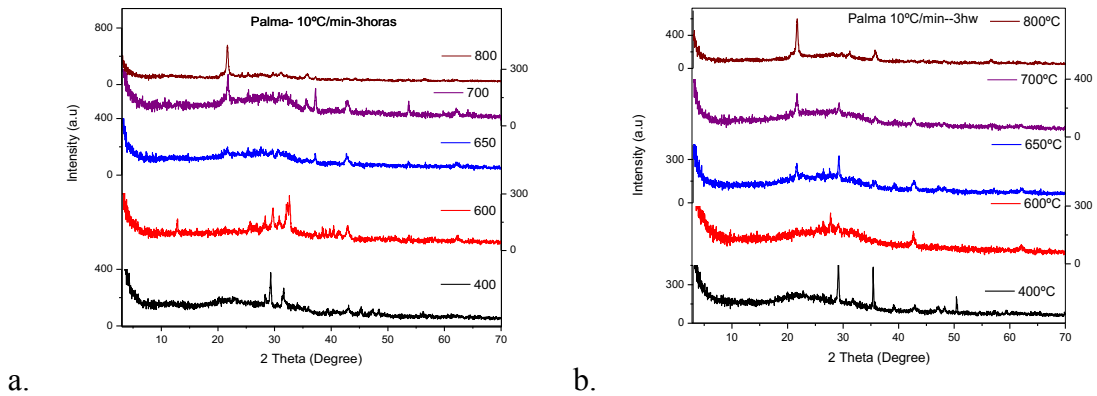 Palma- 10ºC/min-3horas
800
400
0
400
0
400
0
300
0
300
0
800
700
650
600
400
Intensity (a.u)
10 20 30 40 50 60 70
2 Theta (Degree)
a.
Palma 10ºC/min--3hw
400
0
300
0
300
0
400
0
300
0
800ºC
700ºC
650ºC
600ºC
400ºC
Intensity (a.u)
10 20 30 40 50 60 70
2 Theta (Degree)
b.